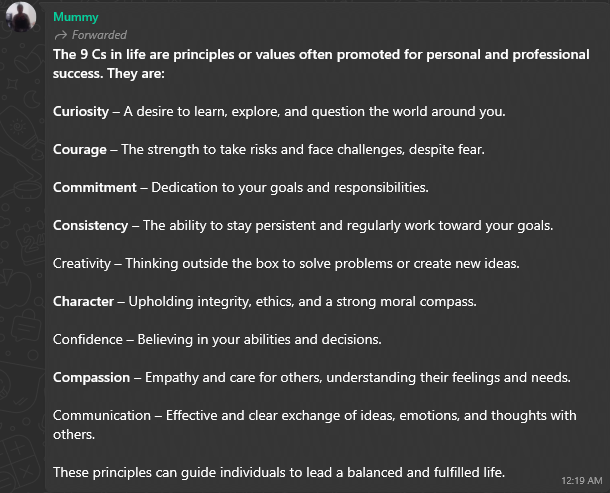 Mummy
Forwarded
The 9 Cs in life are principles or values often promoted for personal and professional
success. They are:
Curiosity – A desire to learn, explore, and question the world around you.
Courage – The strength to take risks and face challenges, despite fear.
Commitment – Dedication to your goals and responsibilities.
Consistency – The ability to stay persistent and regularly work toward your goals.
Creativity – Thinking outside the box to solve problems or create new ideas.
Character – Upholding integrity, ethics, and a strong moral compass.
Confidence – Believing in your abilities and decisions.
Compassion – Empathy and care for others, understanding their feelings and needs.
Communication – Effective and clear exchange of ideas, emotions, and thoughts with
others.
These principles can guide individuals to lead a balanced and fulfilled life.
12:19 AM